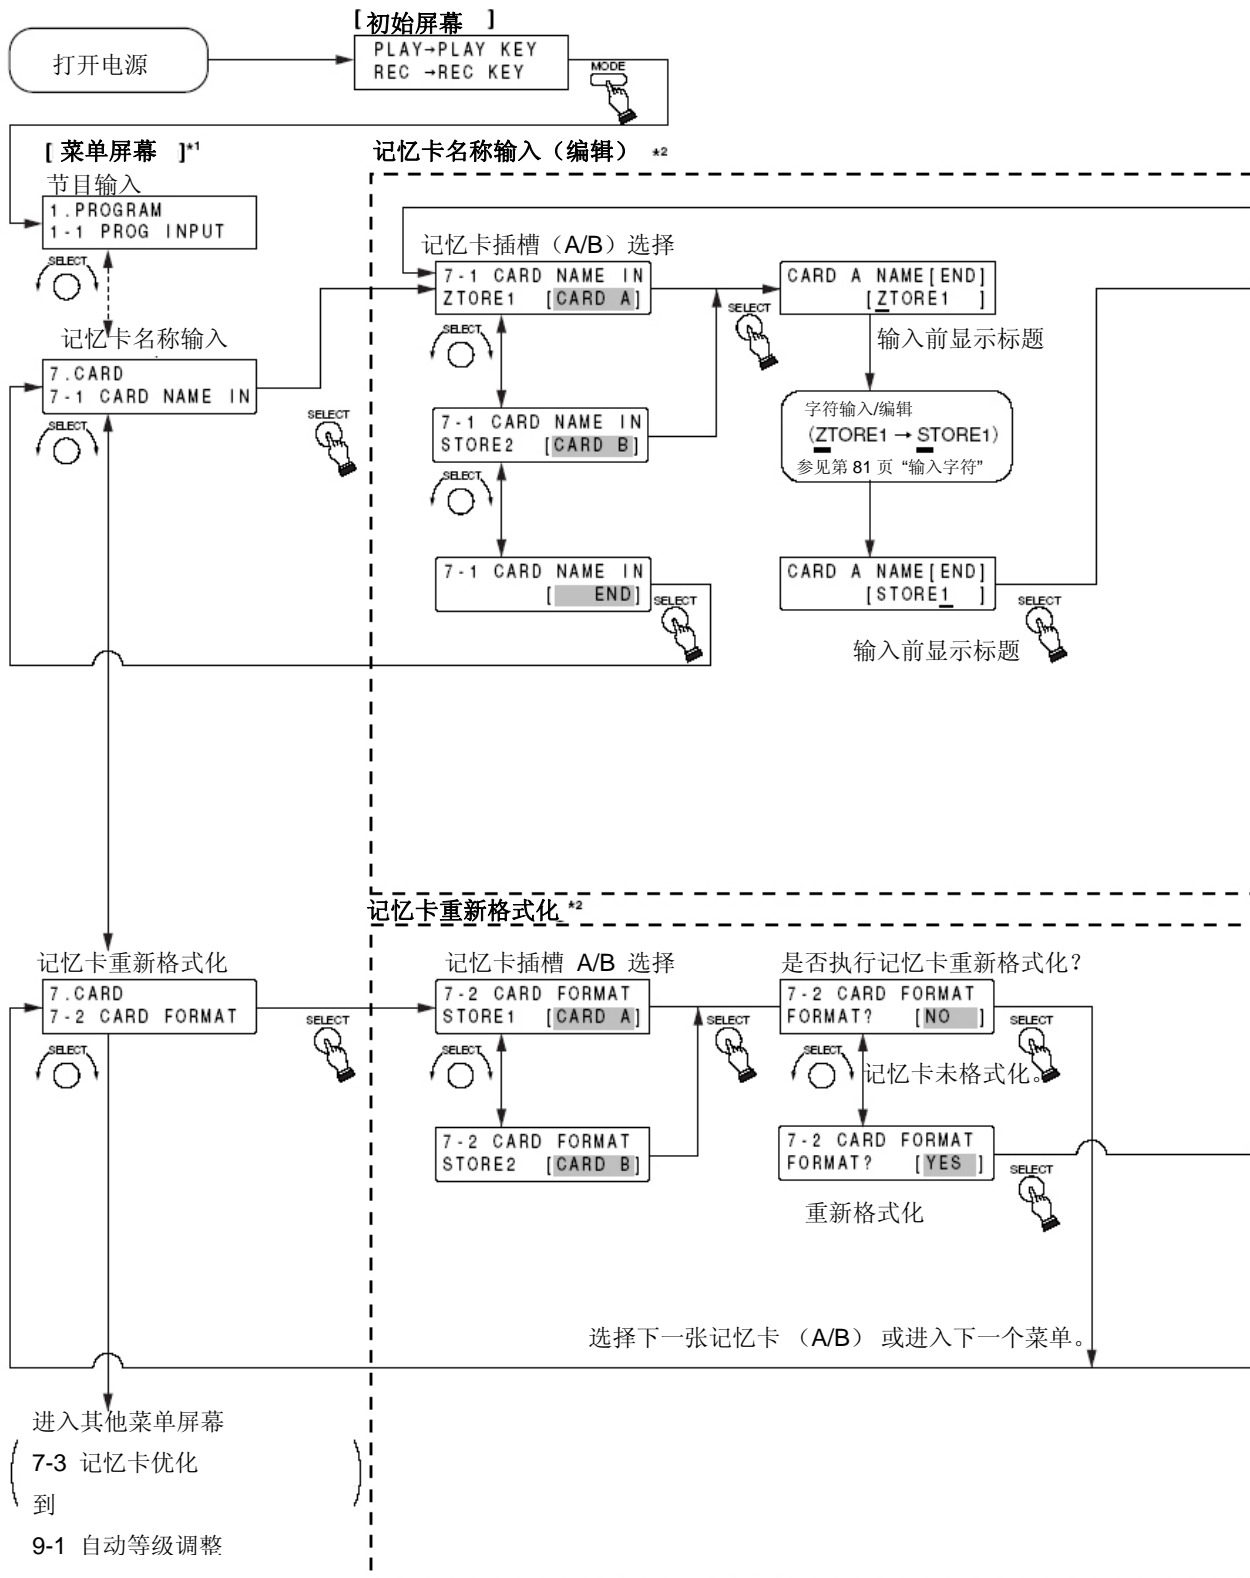 [ 初始屏幕 ]
打开电源
PLAY→PLAY KEY
REC →REC KEY
MODE
[ 菜单屏幕 ]*1
节目输入
1.PROGRAM
1-1 PROG INPUT
SELECT
记忆卡名称输入
7.CARD
7-1 CARD NAME IN
SELECT
SELECT
记忆卡名称输入（编辑） *2
记忆卡插槽（A/B）选择
7-1 CARD NAME IN
ZTORE1 [CARD A]
SELECT
SELECT
7-1 CARD NAME IN
STORE2 [CARD B]
SELECT
7-1 CARD NAME IN
[ END]
SELECT
CARD A NAME[END]
[ZTORE1 ]
输入前显示标题
字符输入/编辑
（ZTORE1 → STORE1）
参见第 81 页 “输入字符”
CARD A NAME[END]
[STORE1 ]
SELECT
输入前显示标题
记忆卡重新格式化 *2
记忆卡重新格式化
7.CARD
7-2 CARD FORMAT
SELECT
SELECT
记忆卡插槽 A/B 选择
7-2 CARD FORMAT
STORE1 [CARD A]
SELECT
SELECT
7-2 CARD FORMAT
STORE2 [CARD B]
是否执行记忆卡重新格式化？
7-2 CARD FORMAT
FORMAT? [NO ]
SELECT
SELECT
记忆卡未格式化。
7-2 CARD FORMAT
FORMAT? [YES ]
SELECT
重新格式化
选择下一张记忆卡 （A/B） 或进入下一个菜单。
进入其他菜单屏幕
7-3 记忆卡优化
到
9-1 自动等级调整